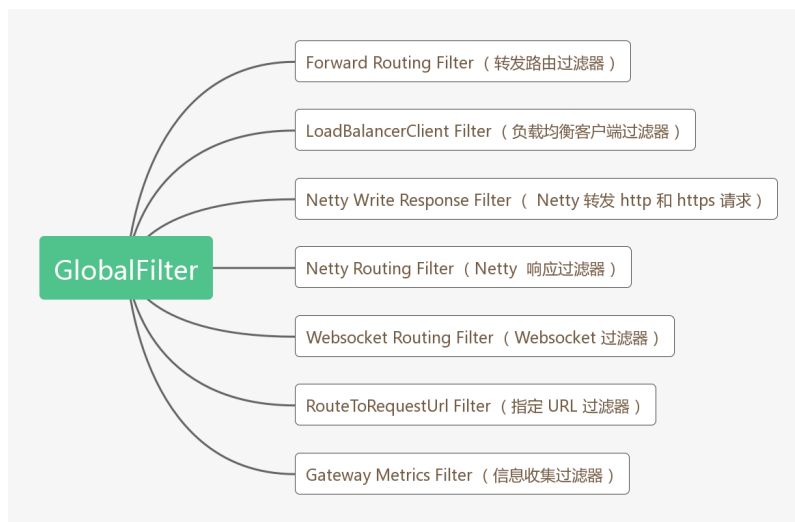 Forward Routing Filter（转发路由过滤器）
LoadBalancerClient Filter（负载均衡客户端过滤器）
Netty Write Response Filter（ Netty 转发 http 和 https 请求）
GlobalFilter
Netty Routing Filter（Netty 响应过滤器）
Websocket Routing Filter（Websocket 过滤器）
RouteToRequestUrl Filter（指定 URL 过滤器）
Gateway Metrics Filter（信息收集过滤器）